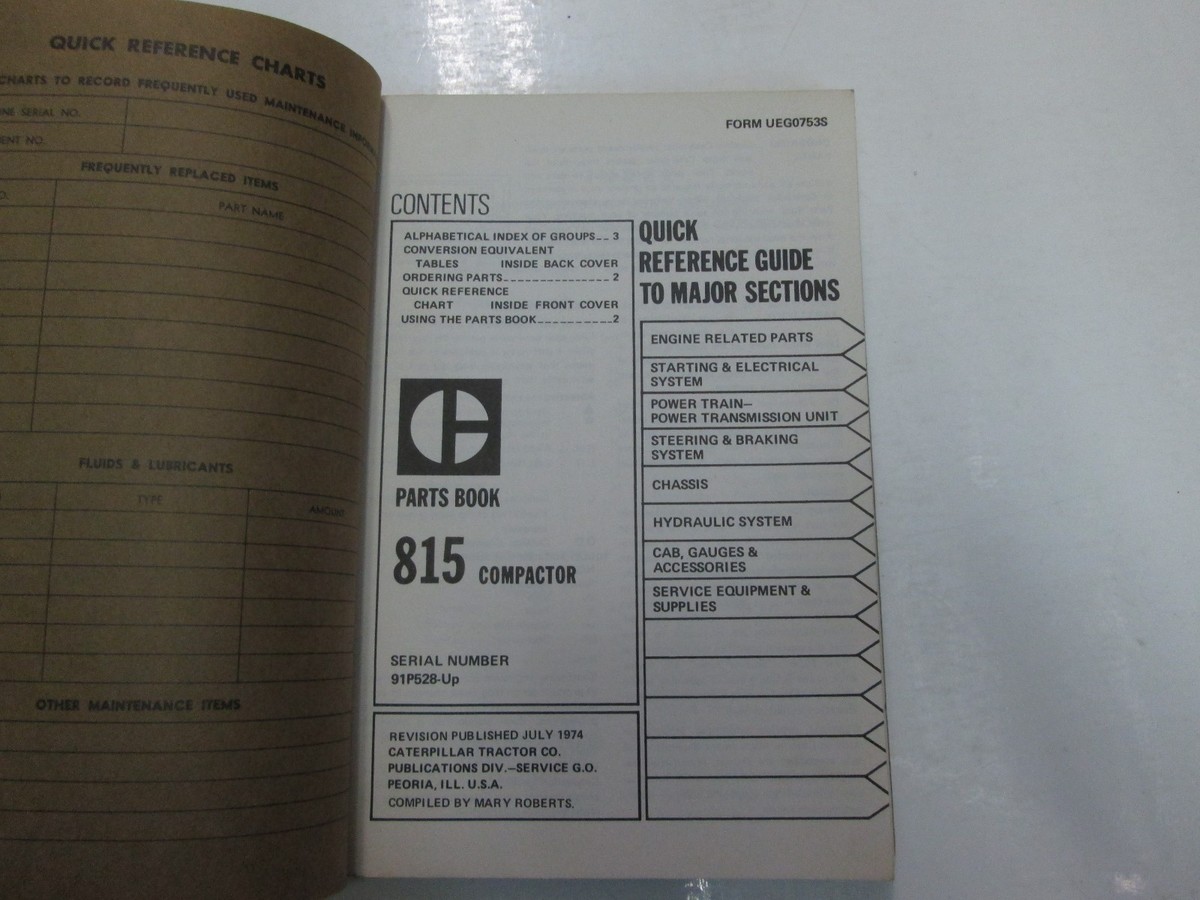 QUICK REFERENCE CHARTS
CHARTS TO RECORD FREQUENTLY USED MAINTENANCE
SERIAL NO.
NO.
FREQUENTLY REPLACED ITEMS
PART NAME
FLUIDS & LUBRICANTS
TYPE
AMOUNT
OTHER MAINTENANCE ITEMS
FORM UEG0753S
CONTENTS
ALPHABETICAL INDEX OF GROUPS__ 3
CONVERSION EQUIVALENT
TABLES INSIDE BACK COVER
ORDERING PARTS_______________ 2
QUICK REFERENCE
CHART INSIDE FRONT COVER
USING THE PARTS BOOK__________2
PARTS BOOK
815 COMPACTOR
SERIAL NUMBER
91P528-Up
REVISION PUBLISHED JULY 1974
CATERPILLAR TRACTOR CO.
PUBLICATIONS DIV.—SERVICE G.O.
PEORIA, ILL. U.S.A.
COMPILED BY MARY ROBERTS.
QUICK
REFERENCE GUIDE
TO MAJOR SECTIONS
ENGINE RELATED PARTS
STARTING & ELECTRICAL
SYSTEM
POWER TRAIN—
POWER TRANSMISSION UNIT
STEERING & BRAKING
SYSTEM
CHASSIS
HYDRAULIC SYSTEM
CAB, GAUGES &
ACCESSORIES
SERVICE EQUIPMENT &
SUPPLIES